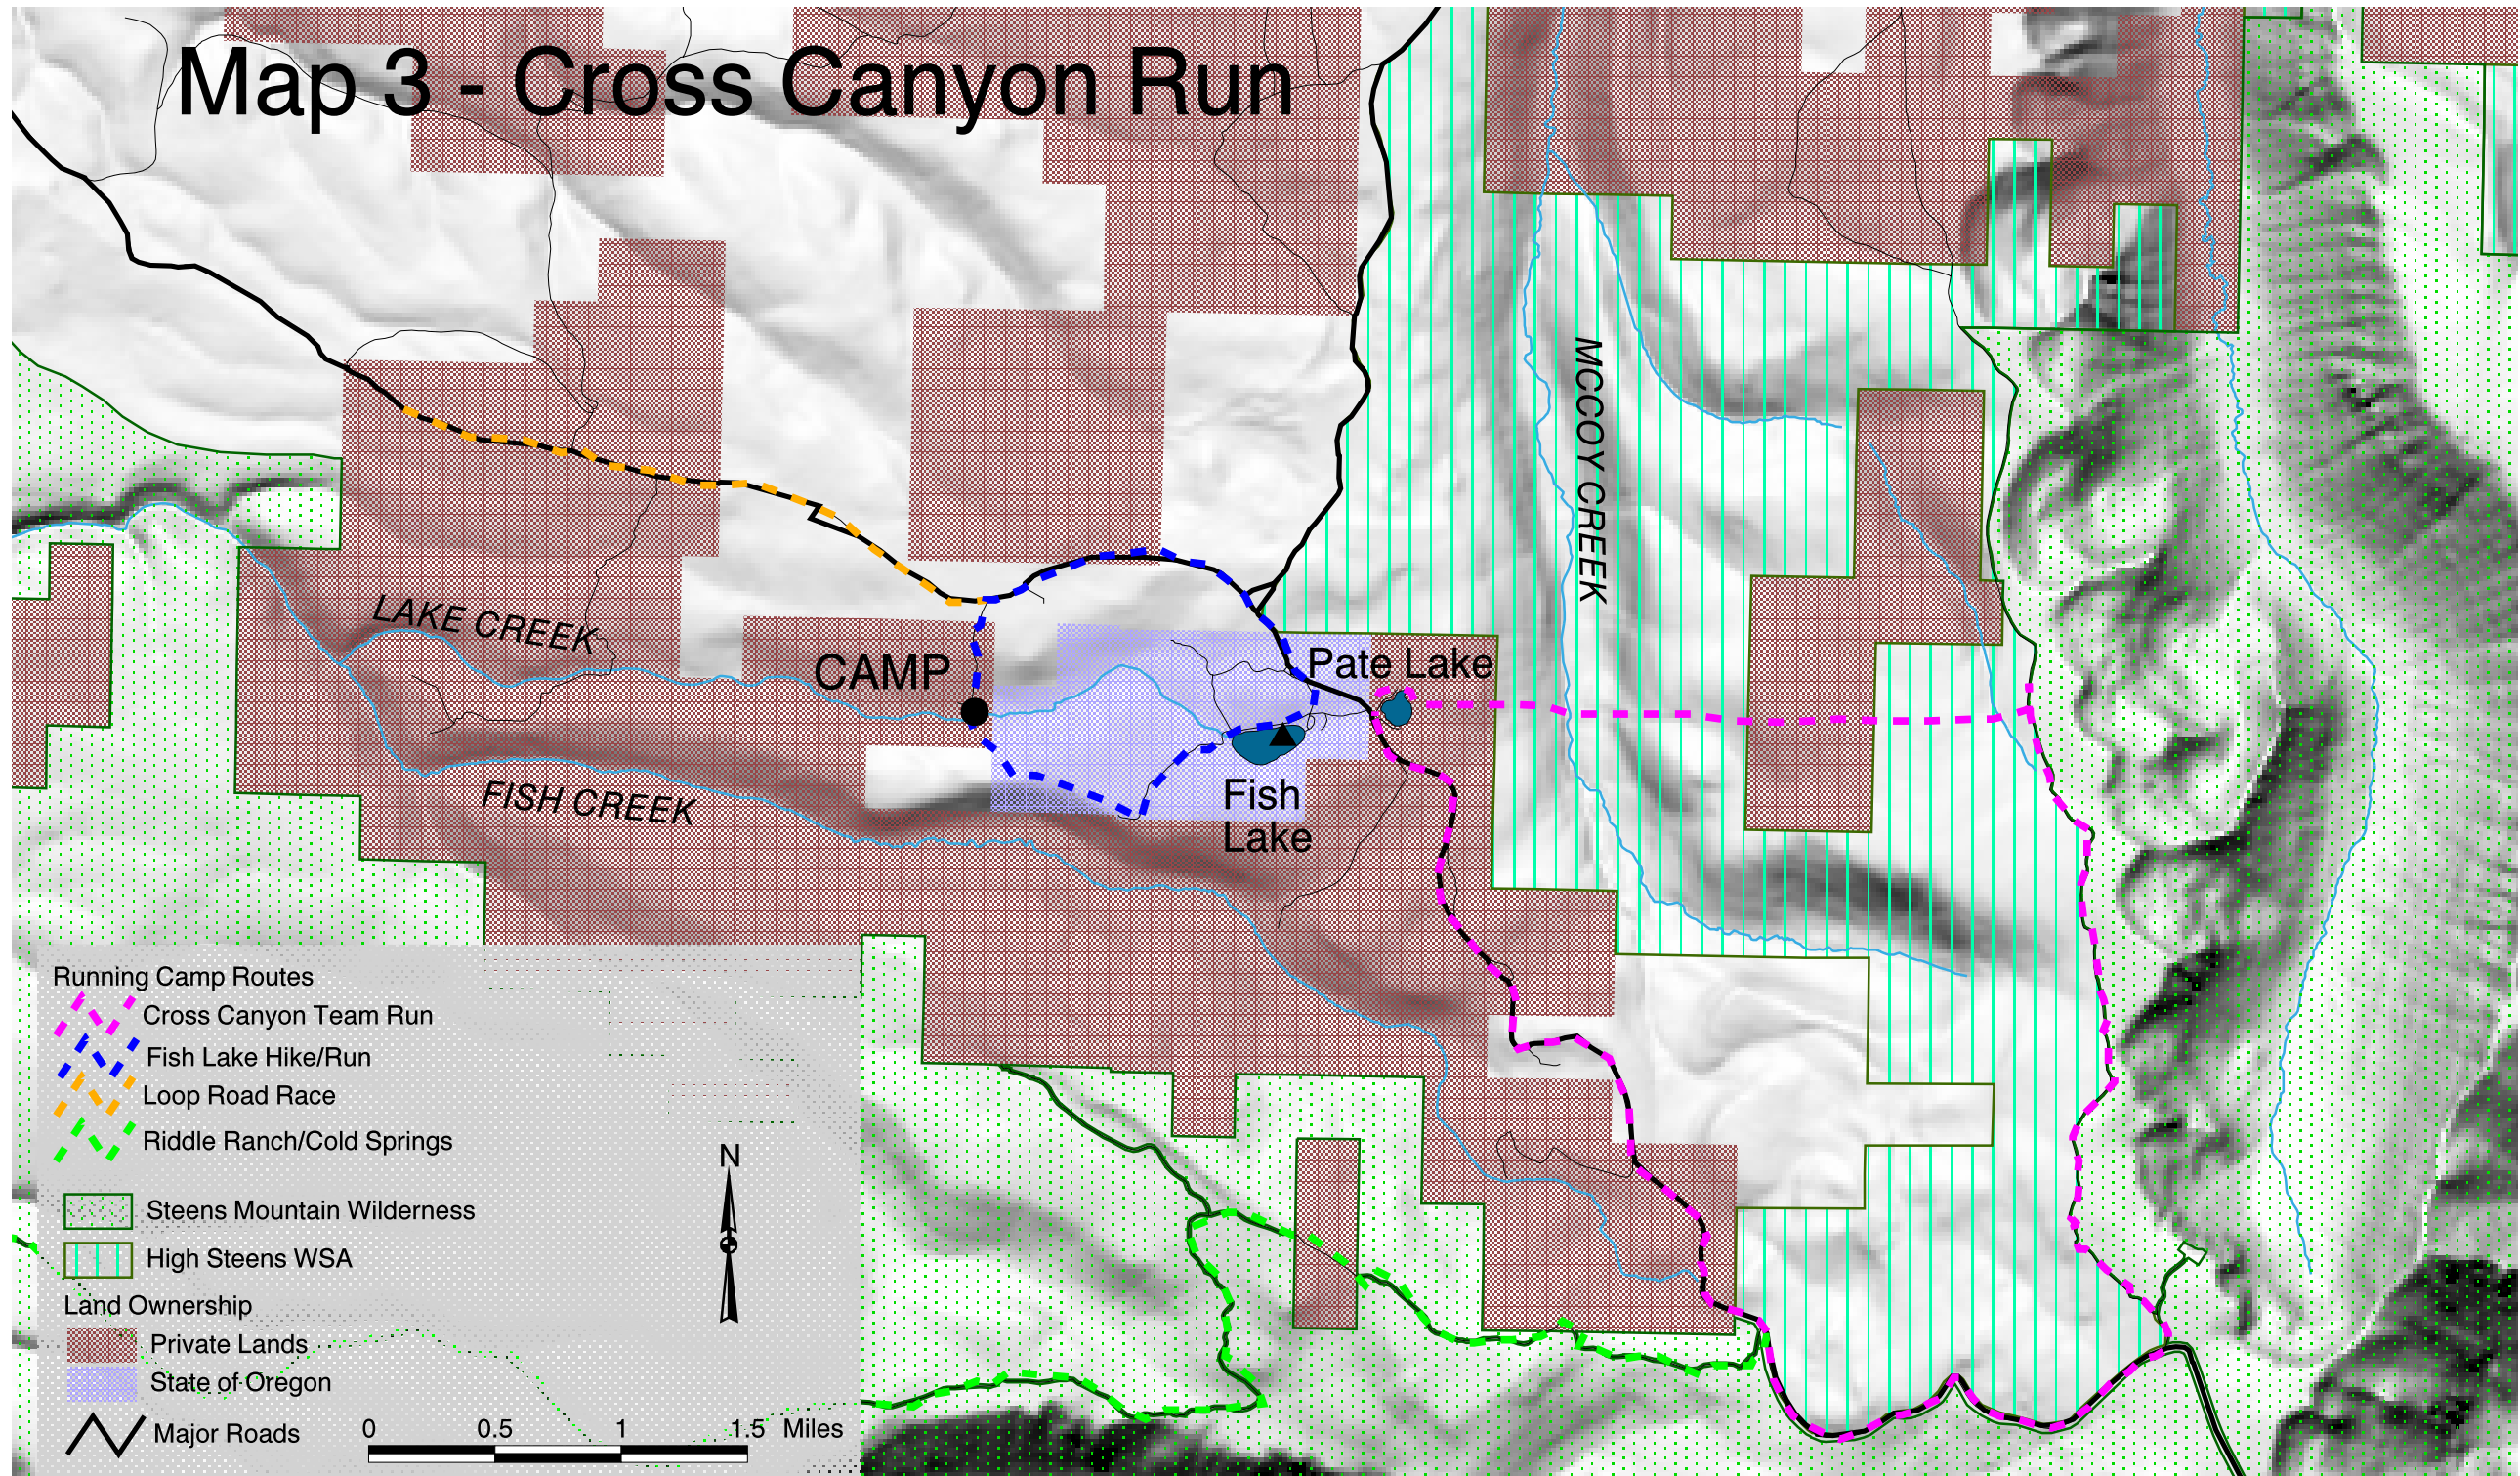 Map 3 - Cross Canyon Run
MCCOY CREEK
LAKE CREEK
CAMP
Pate Lake
FISH CREEK
Fish
Lake
Running Camp Routes
Cross Canyon Team Run
Fish Lake Hike/Run
Loop Road Race
Riddle Ranch/Cold Springs
N
Steens Mountain Wilderness
High Steens WSA
Land Ownership
Private Lands
State of Oregon
Major Roads
0 0.5 1 1.5 Miles